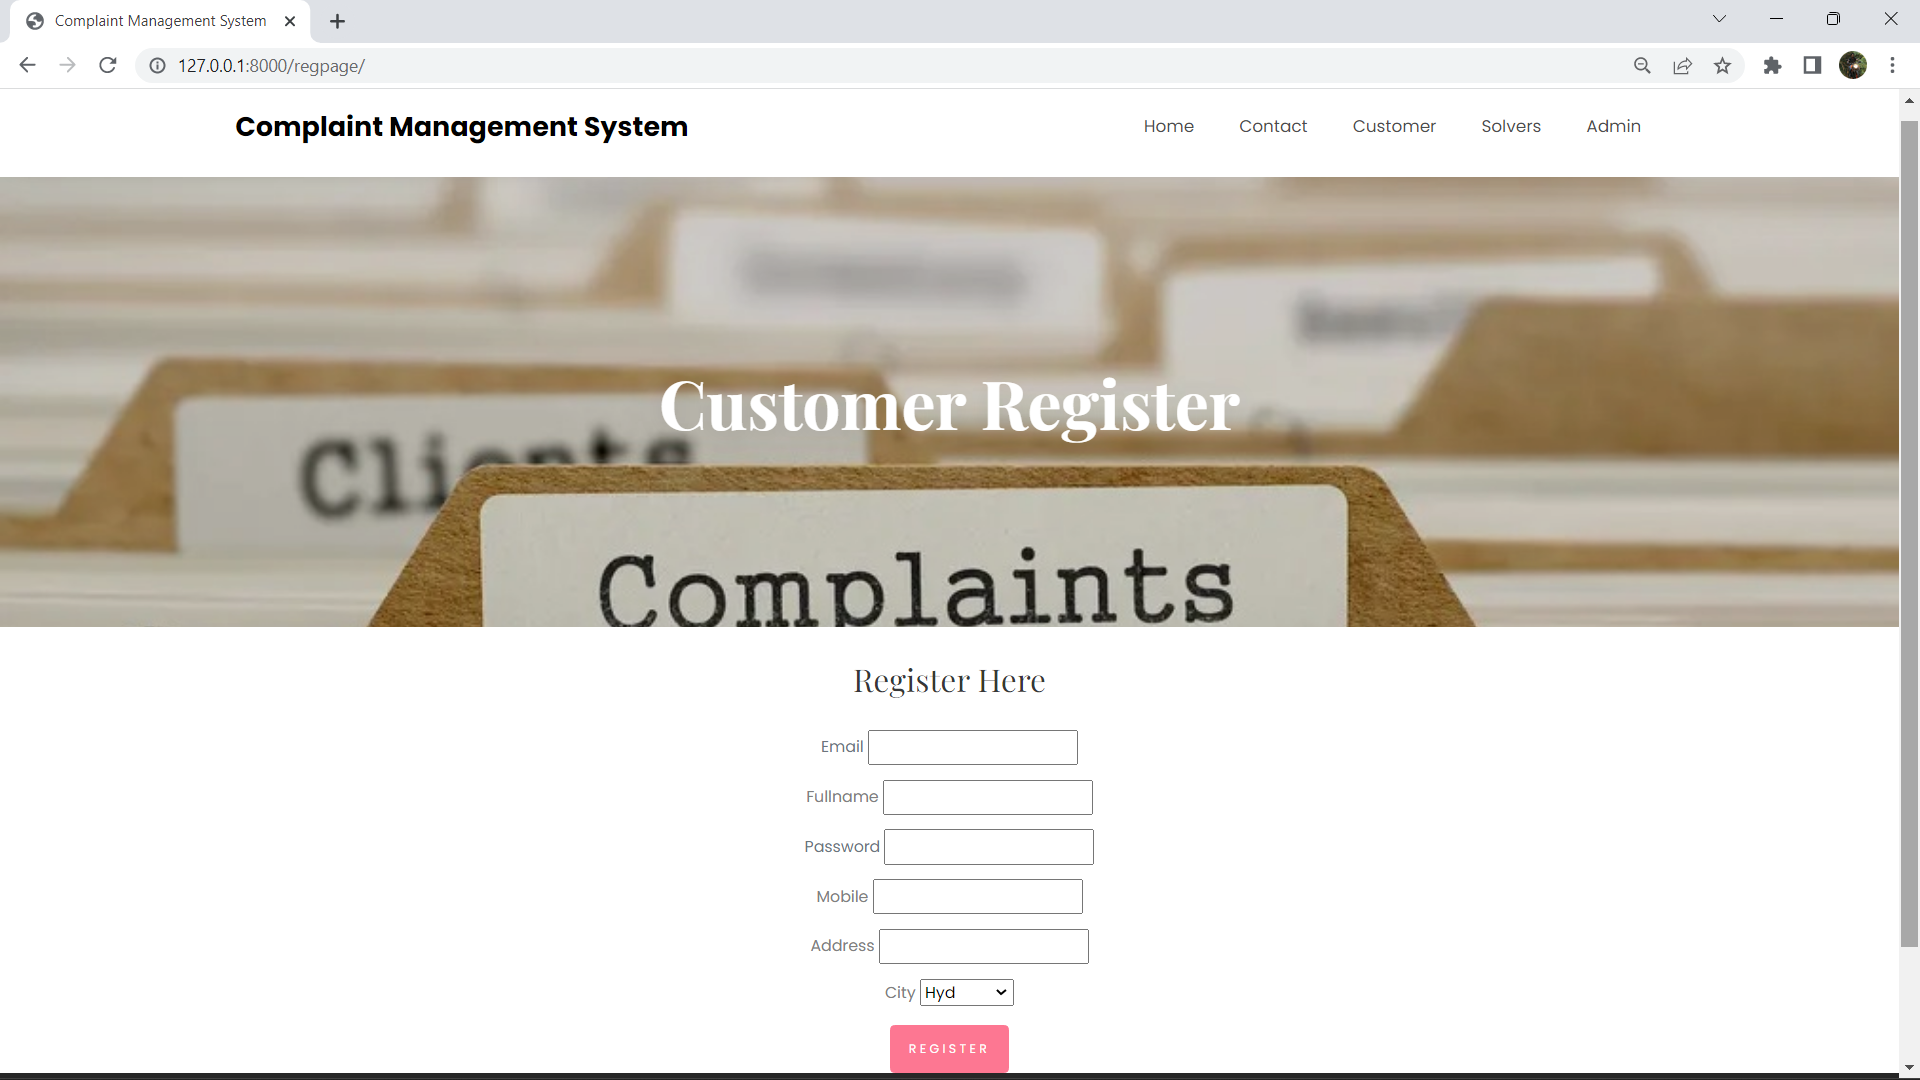 Complaint Management System
127.0.0.1:8000/regpage/
Complaint Management System
Home Contact Customer Solvers Admin
Customer Register
Clients
Complaints
Register Here
Email
Fullname
Password
Mobile
Address
City Hyd
REGISTER